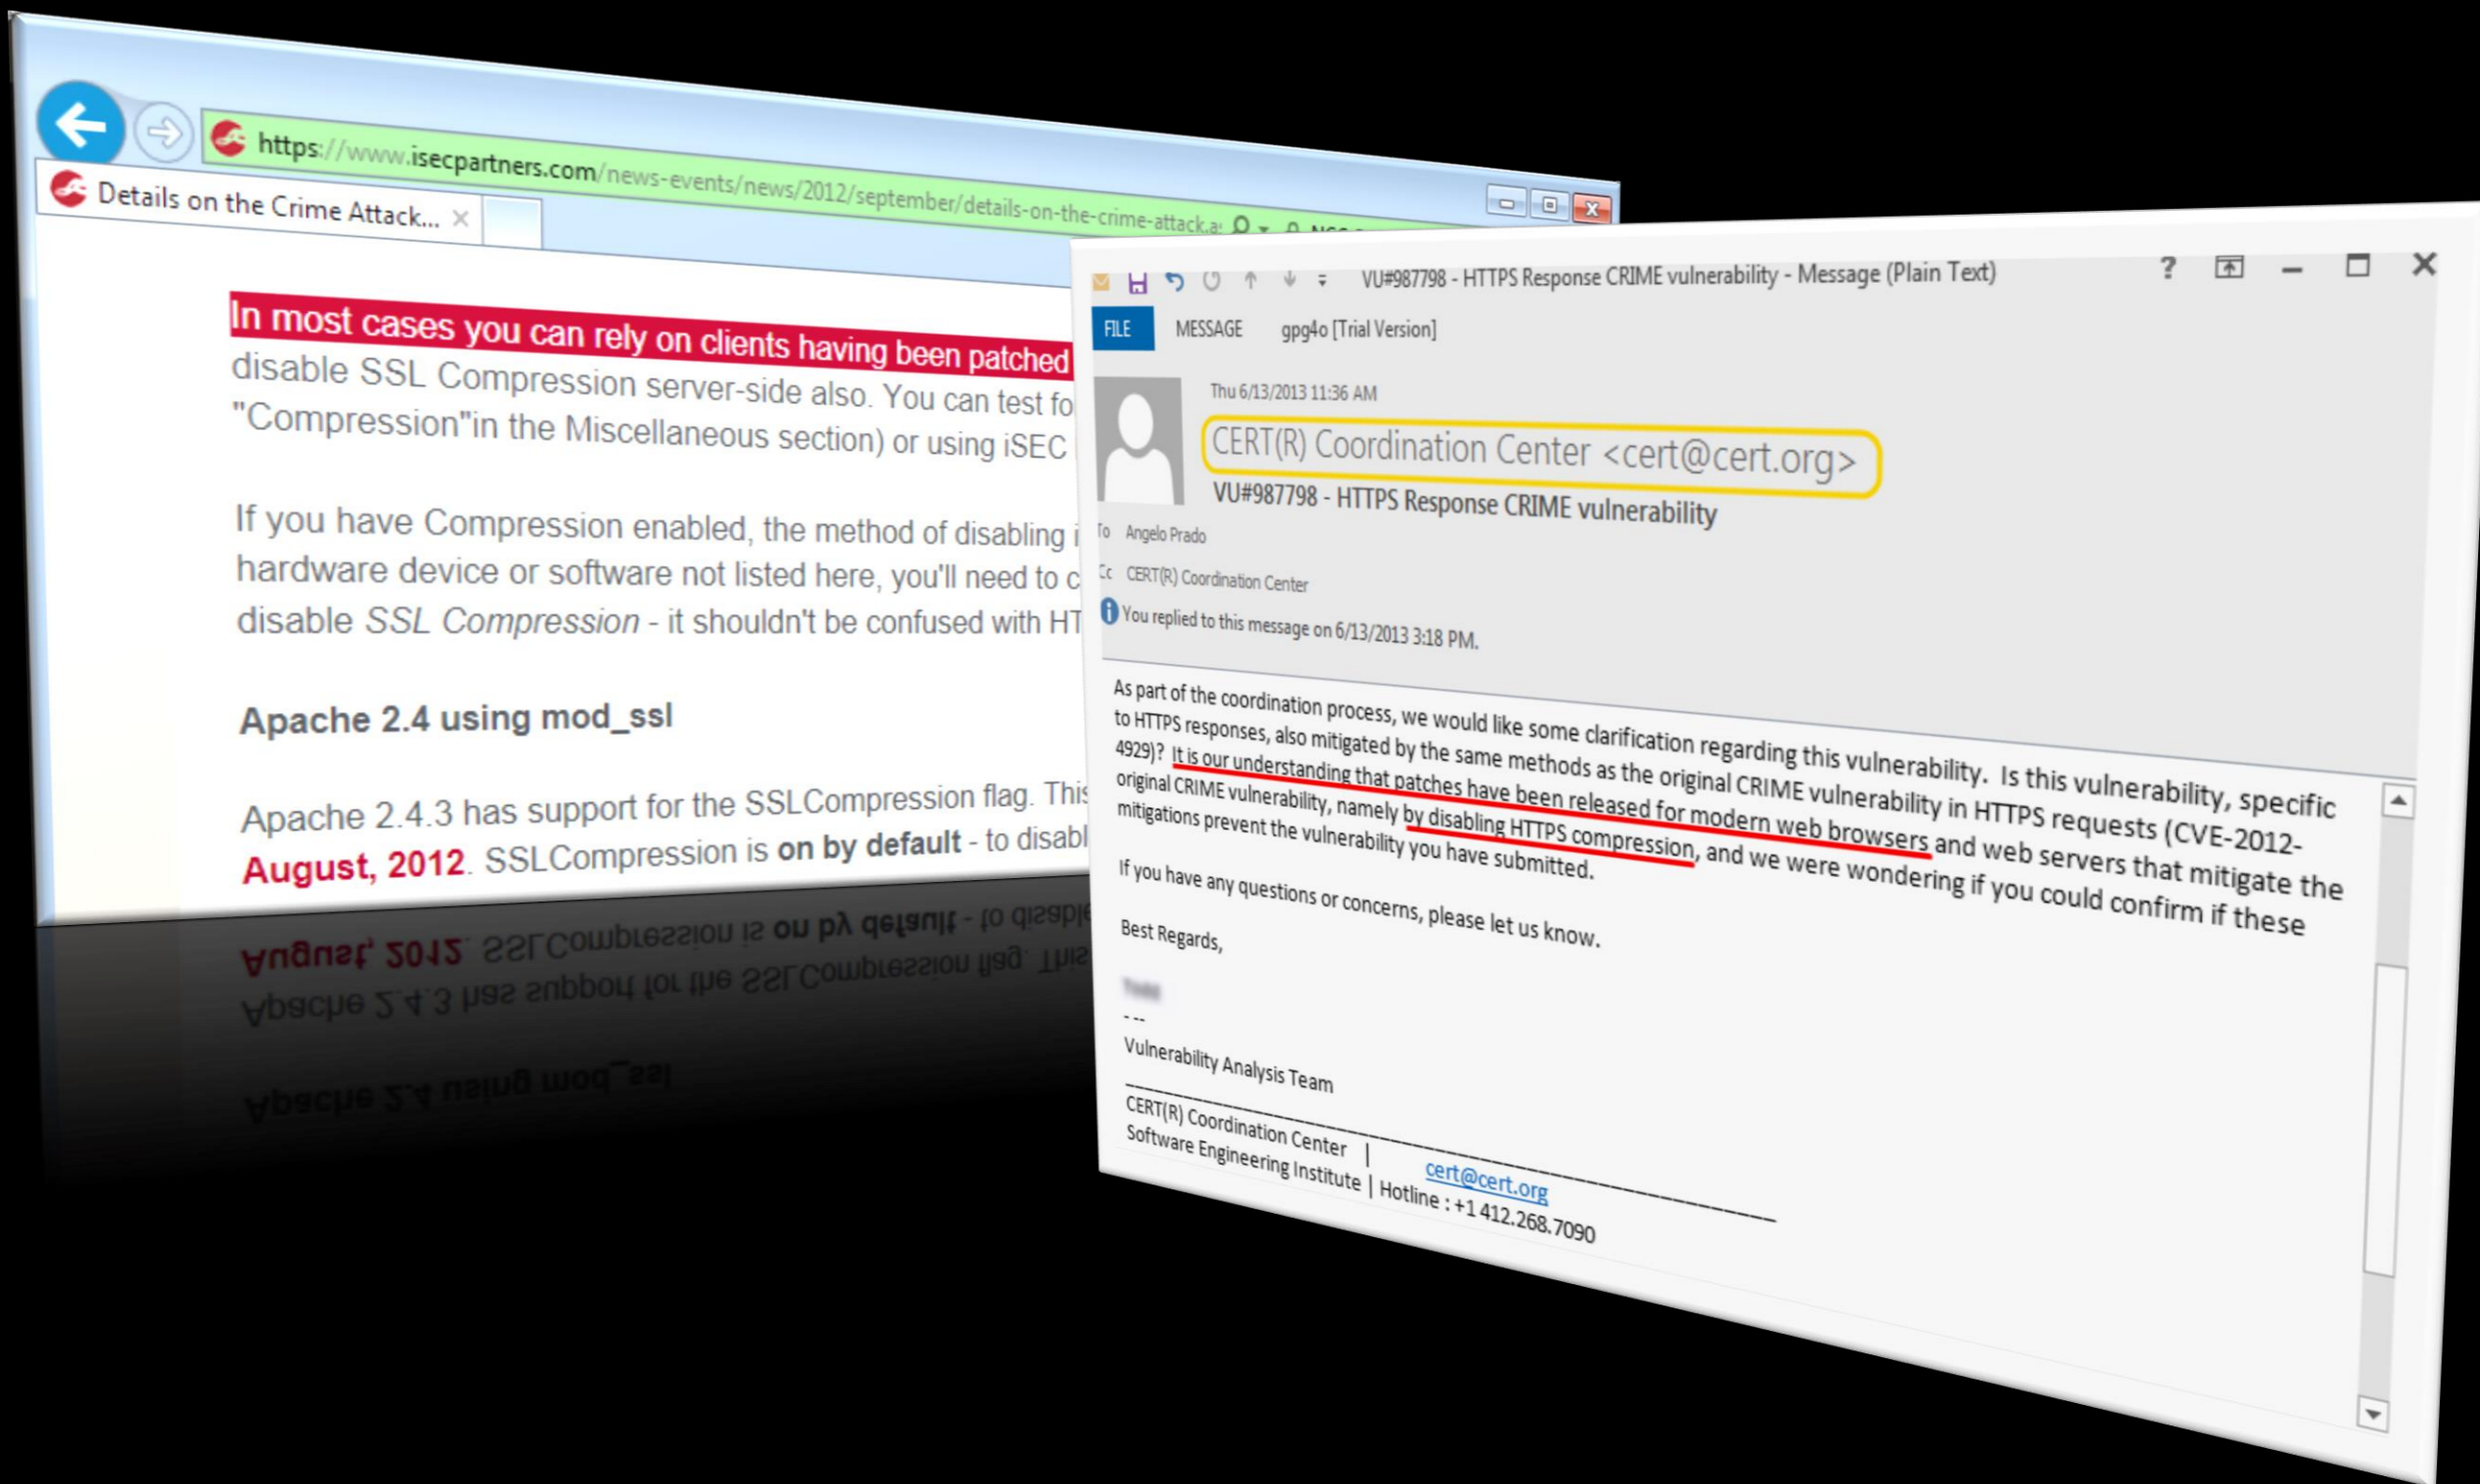 https://www.isecpartners.com/news-events/news/2012/september/details-on-the-crime-attack.a
Details on the Crime Attack...
In most cases you can rely on clients having been patched
disable SSL Compression server-side also. You can test fo
"Compression"in the Miscellaneous section) or using iSEC
If you have Compression enabled, the method of disabling i
hardware device or software not listed here, you'll need to c
disable SSL Compression - it shouldn't be confused with HT
Apache 2.4 using mod_ssl
Apache 2.4.3 has support for the SSLCompression flag. This
August, 2012. SSLCompression is on by default - to disabl
VU#987798 - HTTPS Response CRIME vulnerability - Message (Plain Text)
FILE MESSAGE gpg4o [Trial Version]
Thu 6/13/2013 11:36 AM
CERT(R) Coordination Center <cert@cert.org>
VU#987798 - HTTPS Response CRIME vulnerability
To Angelo Prado
Cc CERT(R) Coordination Center
You replied to this message on 6/13/2013 3:18 PM.
As part of the coordination process, we would like some clarification regarding this vulnerability. Is this vulnerability, specific
to HTTPS responses, also mitigated by the same methods as the original CRIME vulnerability in HTTPS requests (CVE-2012-
4929)? It is our understanding that patches have been released for modern web browsers and web servers that mitigate the
original CRIME vulnerability, namely by disabling HTTPS compression, and we were wondering if you could confirm if these
mitigations prevent the vulnerability you have submitted.
If you have any questions or concerns, please let us know.
Best Regards,
- --
Vulnerability Analysis Team
CERT(R) Coordination Center | cert@cert.org
Software Engineering Institute | Hotline : +1 412.268.7090